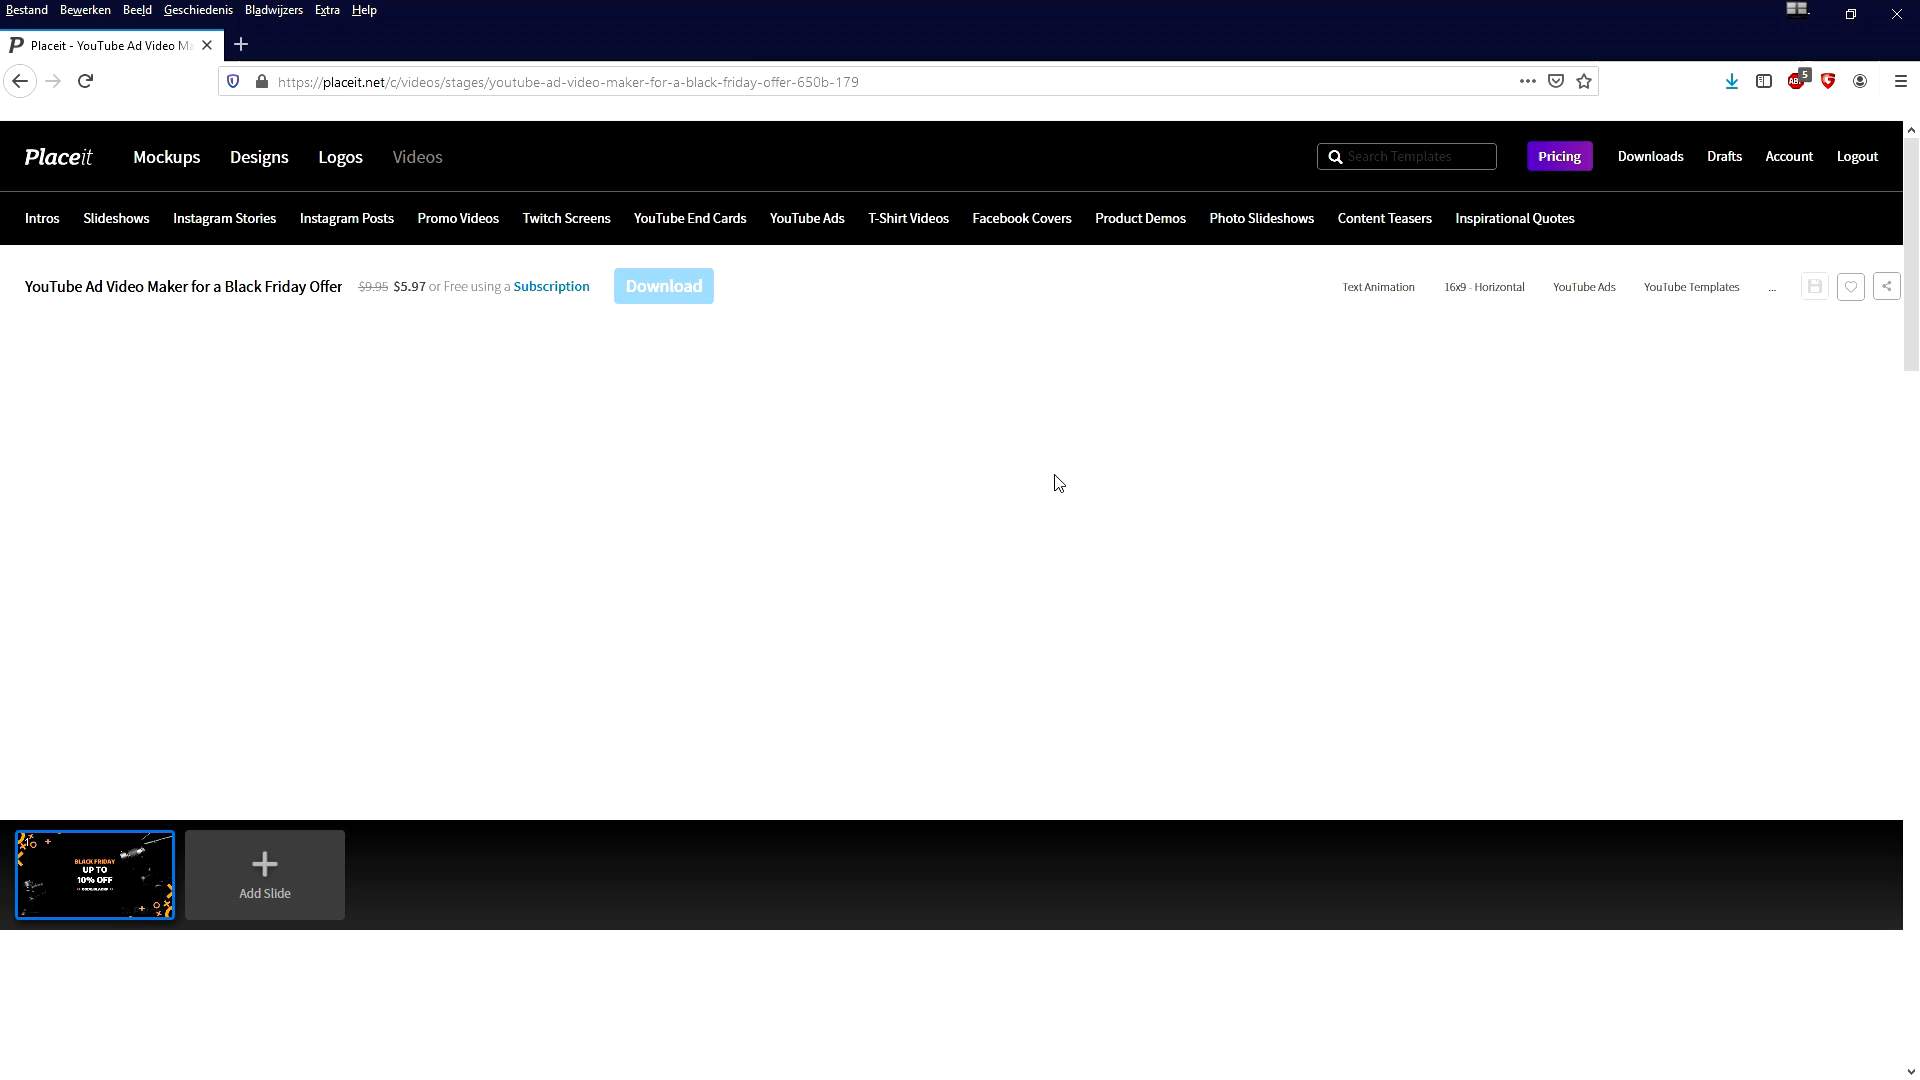 Bestand Bewerken Beeld Geschiedenis Bladwijzers Extra Help
Placeit - YouTube Ad Video Ma
https://placeit.net/c/videos/stages/youtube-ad-video-maker-for-a-black-friday-offer-650b-179
ABP 5
Placeit Mockups Designs Logos Videos Search Templates Pricing Downloads Drafts Account Logout
Intros Slideshows Instagram Stories Instagram Posts Promo Videos Twitch Screens YouTube End Cards YouTube Ads T-Shirt Videos Facebook Covers Product Demos Photo Slideshows Content Teasers Inspirational Quotes
YouTube Ad Video Maker for a Black Friday Offer $9.95 $5.97 or Free using a Subscription Download Text Animation 16x9 - Horizontal YouTube Ads YouTube Templates ...
1
BLACK FRIDAY
UP TO
10% OFF
Add Slide